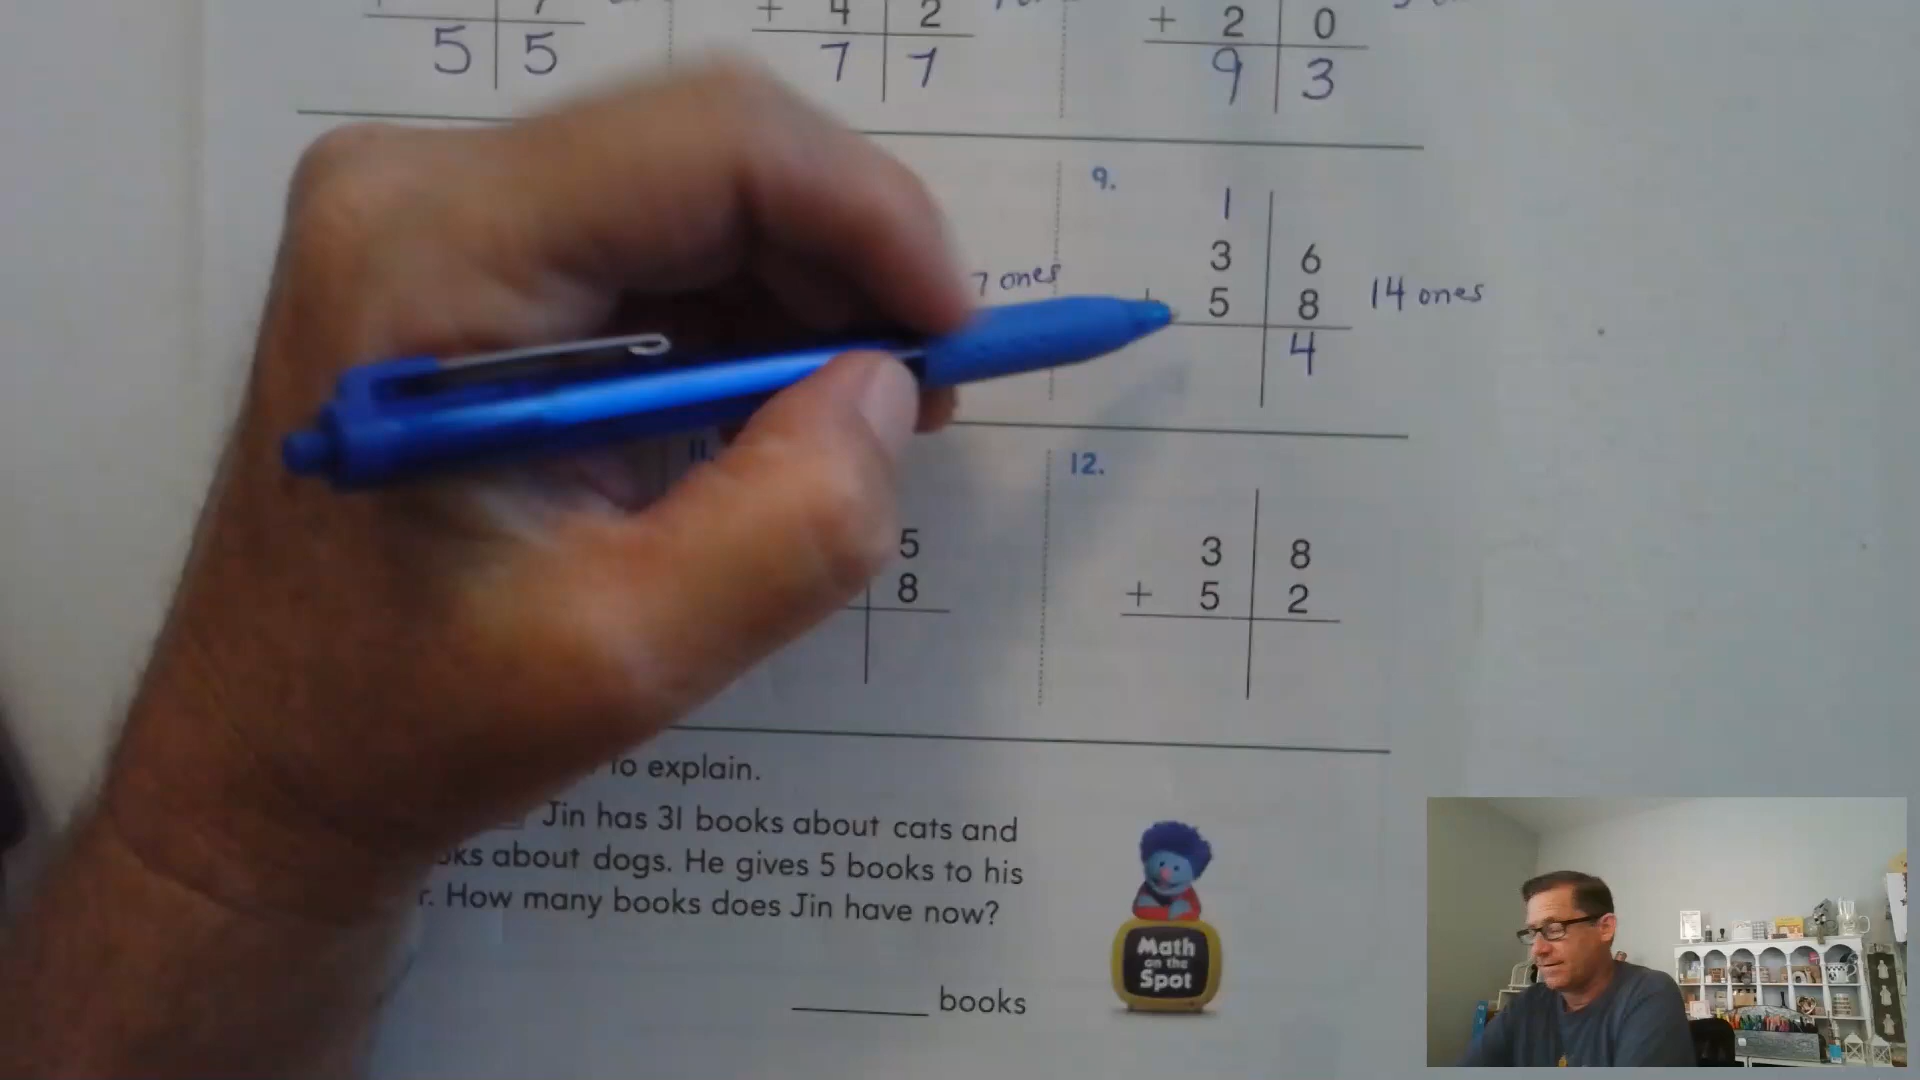 + 4 2
+ 2 0
5 5
7 7
9 3
9.
1
3 6
7 ones
5 8
14 ones
4
11.
12.
5
8
3 8
+ 5 2
to explain.
Jin has 31 books about cats and
about dogs. He gives 5 books to his
How many books does Jin have now?
books
Math
on the
Spot